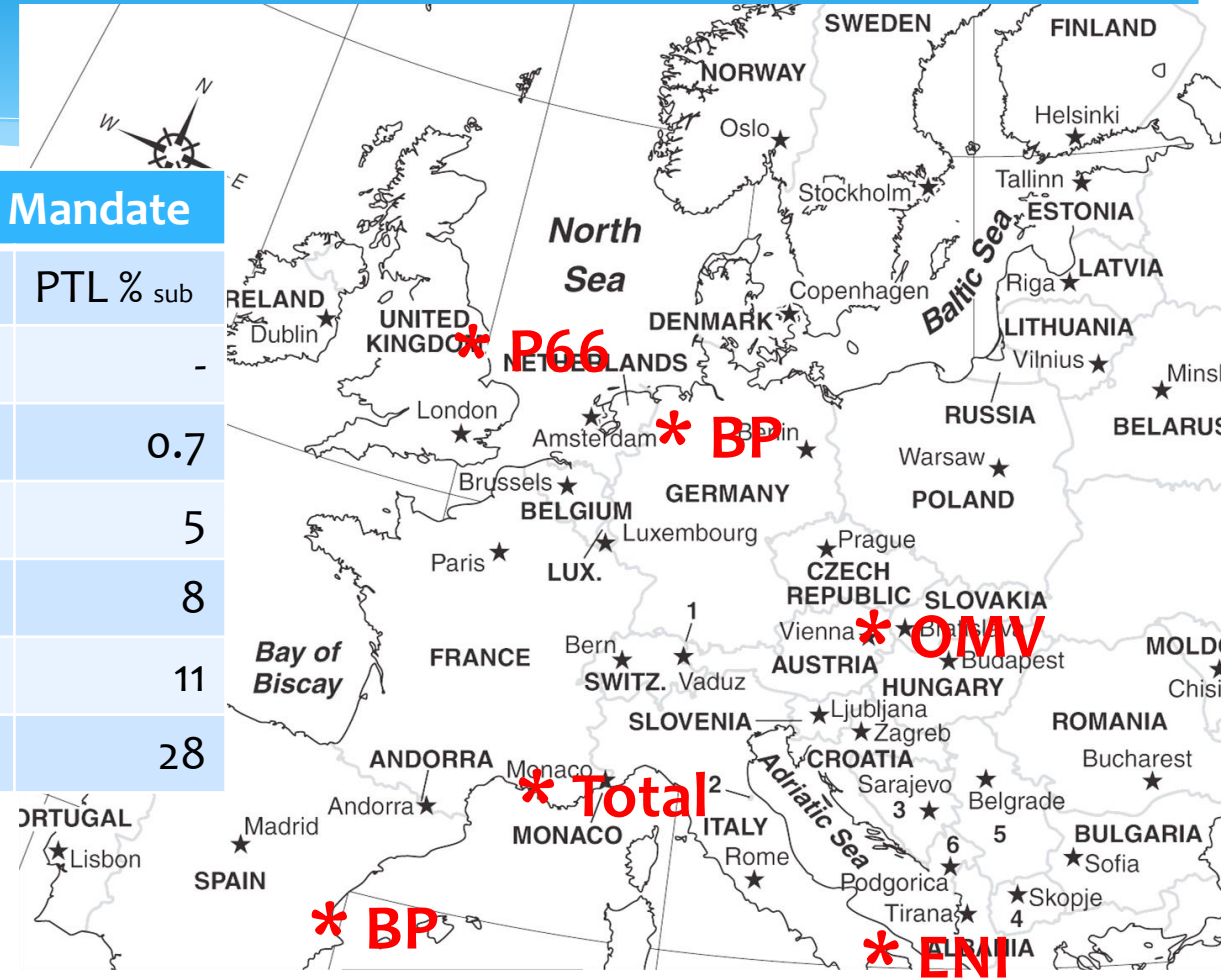 Mandate
PTL % sub
-
0.7
5
8
11
28
N
W
E
SWEDEN
FINLAND
NORWAY
Helsinki
Oslo
Stockholm
Tallinn
ESTONIA
North
Sea
Baltic Sea
LATVIA
Riga
RELAND
Dublin
UNITED
KINGDOM
* P66
DENMARK
Copenhagen
LITHUANIA
Vilnius
NETHERLANDS
Minsk
London
Amsterdam
* BP
Berlin
RUSSIA
BELARUS
Warsaw
POLAND
Brussels
BELGIUM
GERMANY
Luxembourg
LUX.
Paris
Prague
CZECH
REPUBLIC
SLOVAKIA
1
Vienna
* OMV
Bratislava
Bay of
Biscay
FRANCE
Bern
SWITZ.
Vaduz
AUSTRIA
Budapest
HUNGARY
MOLDO
Chisi
SLOVENIA
Ljubljana
Zagreb
ROMANIA
ANDORRA
Andorra
Monaco
* Total
MONACO
2
Adriatic Sea
CROATIA
Sarajevo
3
Belgrade
5
Bucharest
ORTUGAL
Lisbon
Madrid
SPAIN
ITALY
Rome
6
BULGARIA
Sofia
Podgorica
Skopje
4
Tirana
ALBANIA
* BP
* ENI